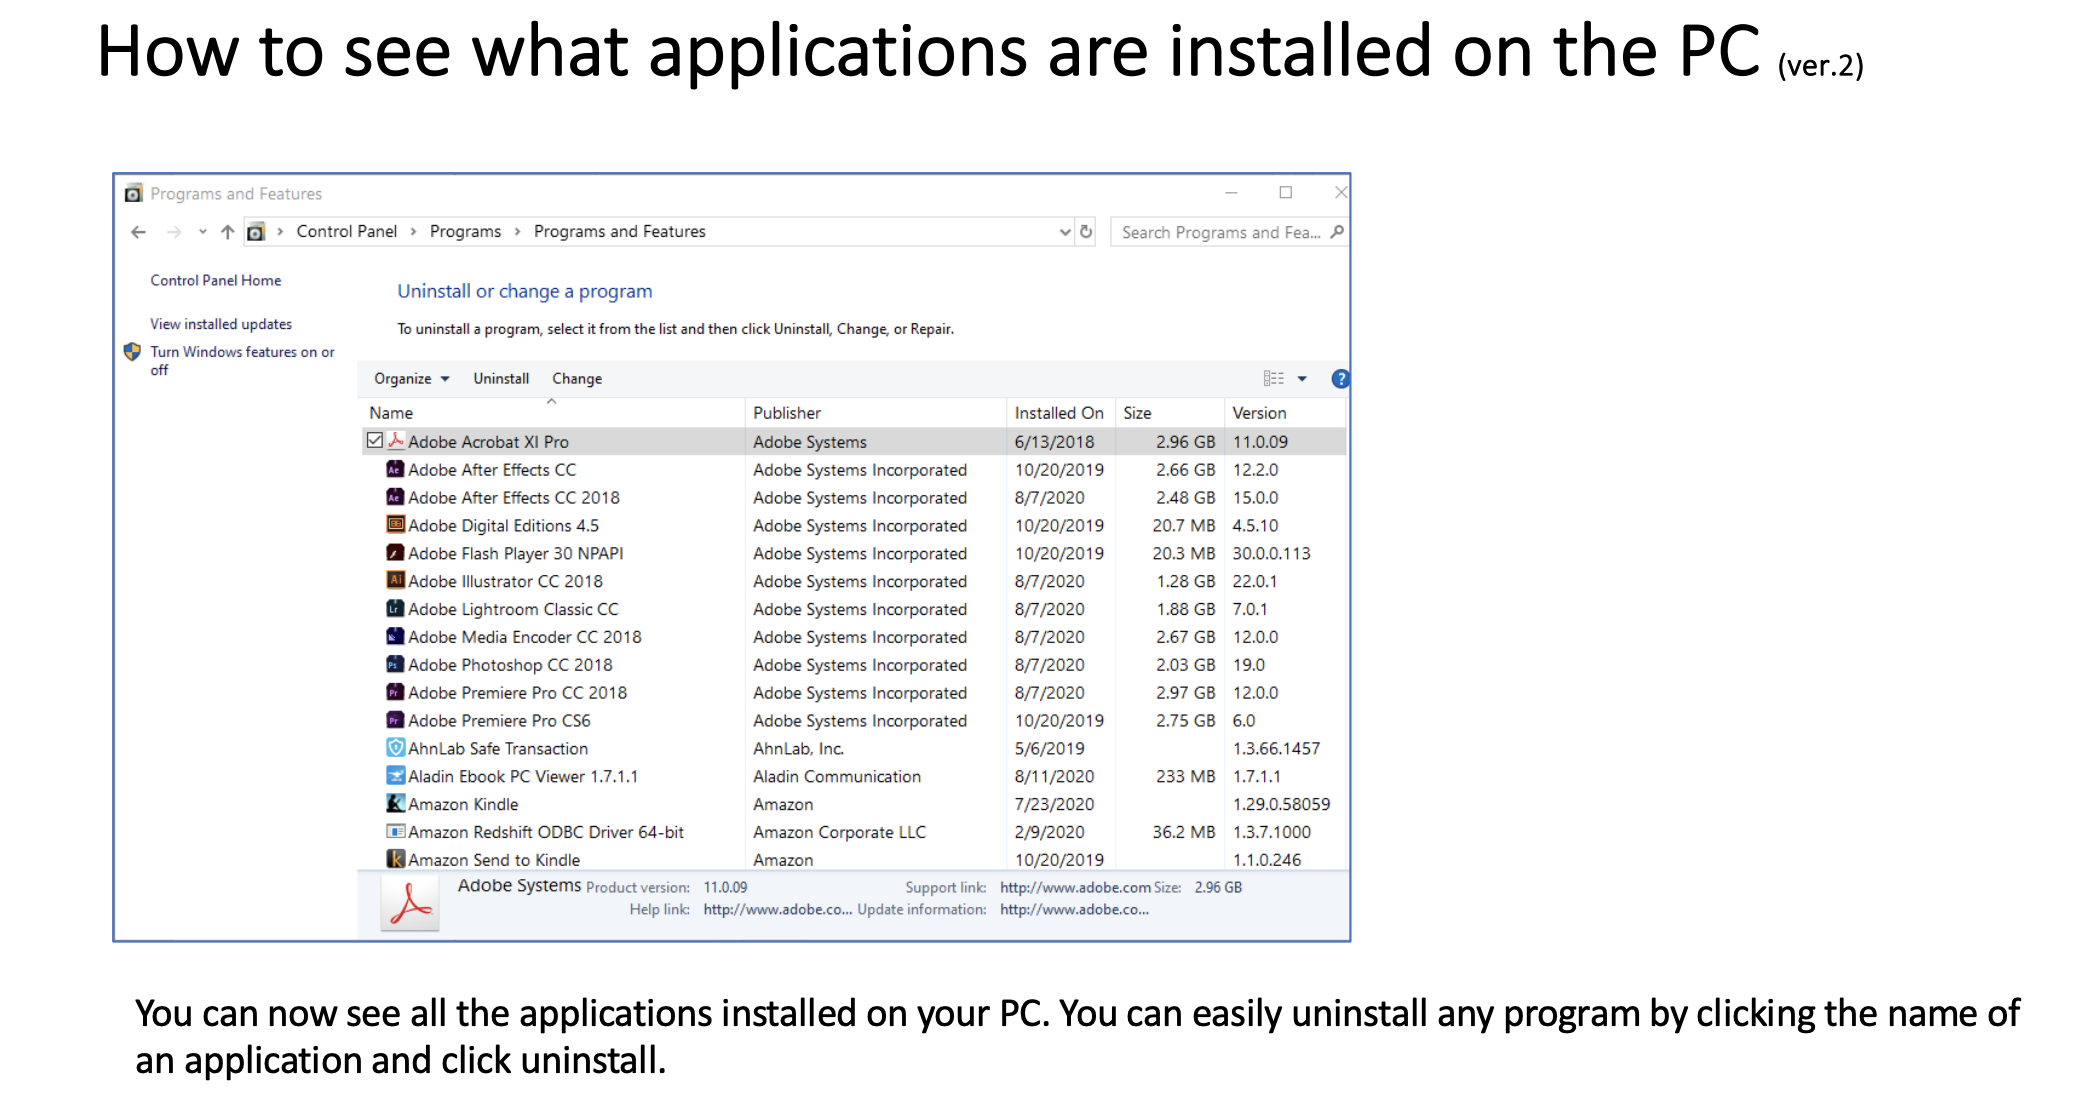 How to see what applications are installed on the PC (ver.2)
Programs and Features
Control Panel › Programs › Programs and Features
Search Programs and Fea...
Control Panel Home
View installed updates
Turn Windows features on or
off
Uninstall or change a program
To uninstall a program, select it from the list and then click Uninstall, Change, or Repair.
Organize Uninstall Change
Name Publisher Installed On Size Version
Adobe Acrobat XI Pro Adobe Systems 6/13/2018 2.96 GB 11.0.09
Adobe After Effects CC Adobe Systems Incorporated 10/20/2019 2.66 GB 12.2.0
Adobe After Effects CC 2018 Adobe Systems Incorporated 8/7/2020 2.48 GB 15.0.0
Adobe Digital Editions 4.5 Adobe Systems Incorporated 10/20/2019 20.7 MB 4.5.10
Adobe Flash Player 30 NPAPI Adobe Systems Incorporated 10/20/2019 20.3 MB 30.0.0.113
Adobe Illustrator CC 2018 Adobe Systems Incorporated 8/7/2020 1.28 GB 22.0.1
Adobe Lightroom Classic CC Adobe Systems Incorporated 8/7/2020 1.88 GB 7.0.1
Adobe Media Encoder CC 2018 Adobe Systems Incorporated 8/7/2020 2.67 GB 12.0.0
Adobe Photoshop CC 2018 Adobe Systems Incorporated 8/7/2020 2.03 GB 19.0
Adobe Premiere Pro CC 2018 Adobe Systems Incorporated 8/7/2020 2.97 GB 12.0.0
Adobe Premiere Pro CS6 Adobe Systems Incorporated 10/20/2019 2.75 GB 6.0
AhnLab Safe Transaction AhnLab, Inc. 5/6/2019 1.3.66.1457
Aladin Ebook PC Viewer 1.7.1.1 Aladin Communication 8/11/2020 233 MB 1.7.1.1
Amazon Kindle Amazon 7/23/2020 1.29.0.58059
Amazon Redshift ODBC Driver 64-bit Amazon Corporate LLC 2/9/2020 36.2 MB 1.3.7.1000
Amazon Send to Kindle Amazon 10/20/2019 1.1.0.246
Adobe Systems Product version: 11.0.09 Support link: http://www.adobe.com Size: 2.96 GB
Help link: http://www.adobe.co... Update information: http://www.adobe.co...
You can now see all the applications installed on your PC. You can easily uninstall any program by clicking the name of
an application and click uninstall.